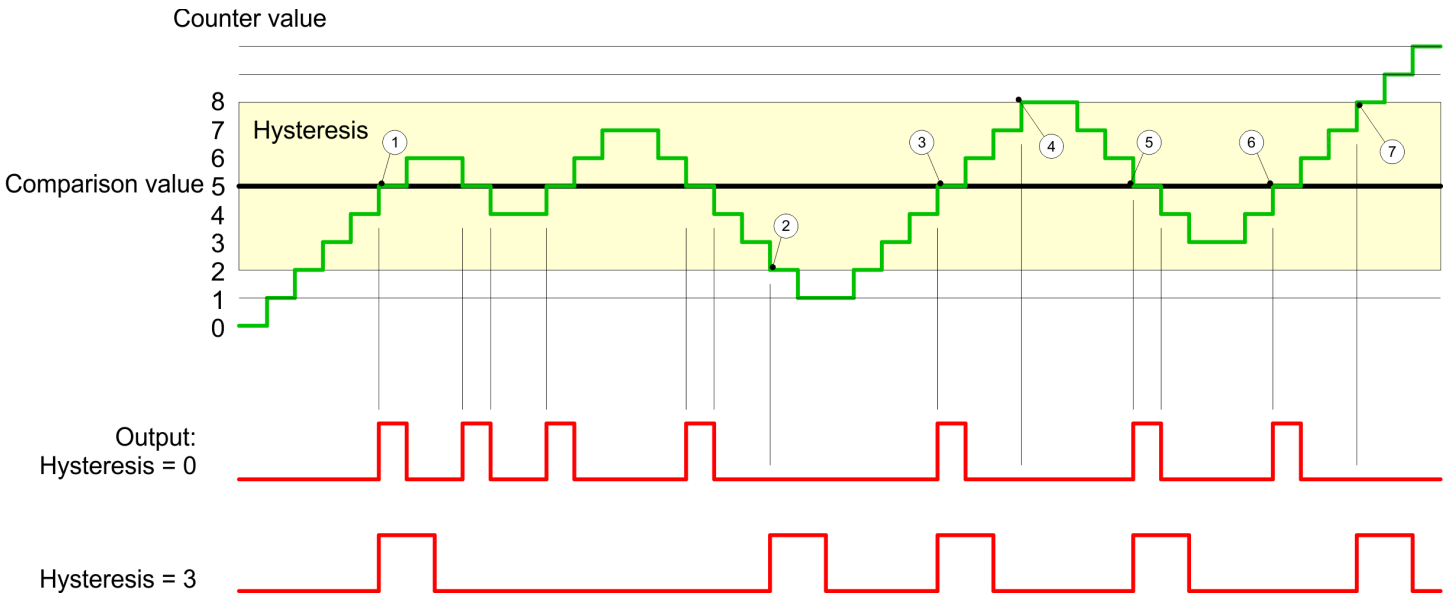 Counter value
8
7
Hysteresis
1
6
3
4
5
6
7
Comparison value 5
4
3
2
2
1
0
Output:
Hysteresis = 0
Hysteresis = 3